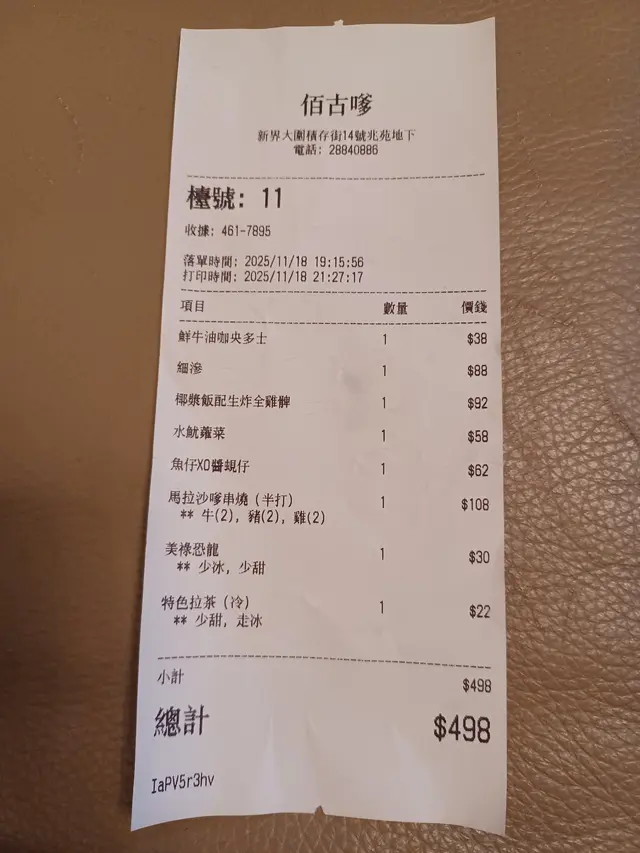 佰古嗲
新界大圍積存街14號兆苑地下
電話: 28840886
檯號: 11
收據: 461-7895
落單時間: 2025/11/18 19:15:56
打印時間: 2025/11/18 21:27:17
項目 數量 價錢
鮮牛油咖央多士 1 $38
細滲 1 $88
椰漿飯配生炸全雞髀 1 $92
水魷蕹菜 1 $58
魚仔XO醬蜆仔 1 $62
馬拉沙嗲串燒 (半打) 1 $108
** 牛(2), 豬(2), 雞(2)
美祿恐龍 1 $30
** 少冰, 少甜
特色拉茶 (冷) 1 $22
** 少甜, 走冰
小計 $498
總計 $498
IaPV5r3hv